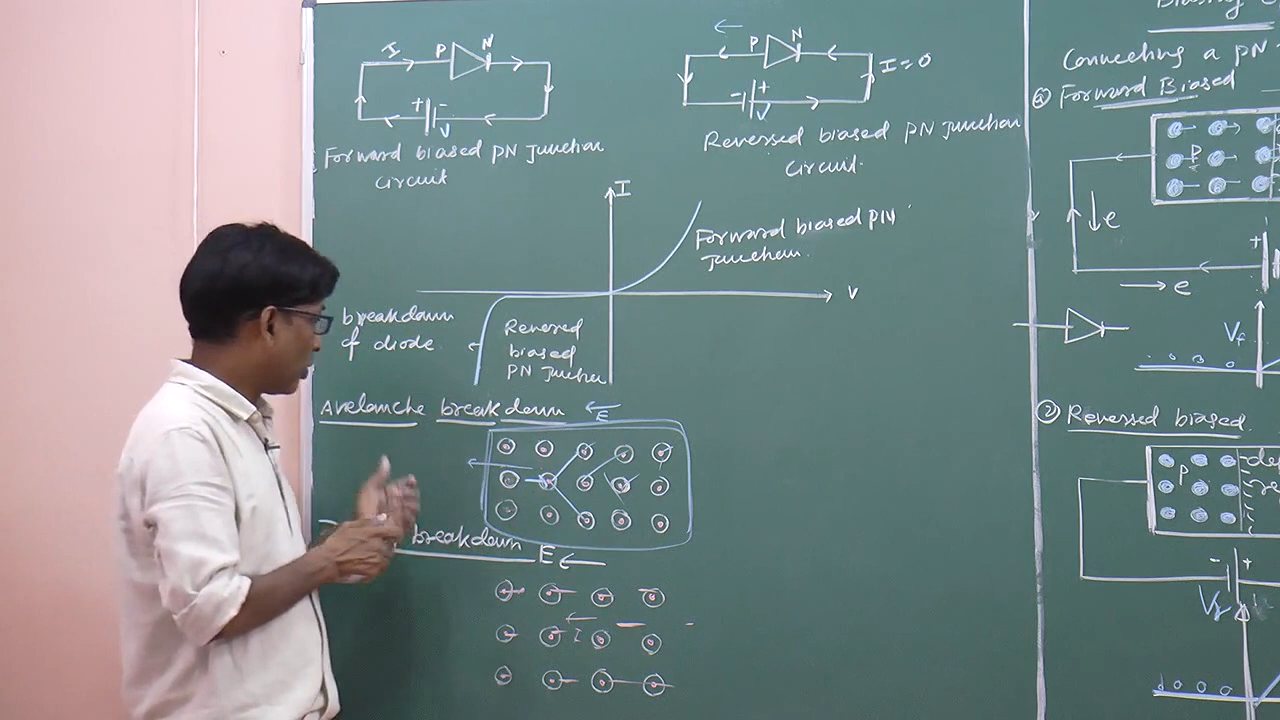 I
P
N
+
-
V
Forward biased PN Junction
circuit
P
N
I=0
-
+
V
Reversed biased PN Junction
circuit.
I
V
Forward biased PN
Junction.
breakdown
of diode
Reversed
biased
PN Junction
Avalanche breakdown
E
breakdown
E
I
Connecting a PN
Forward Biased
P
e
+
e
Vf
② Reversed biased.
P
-
+
Vr